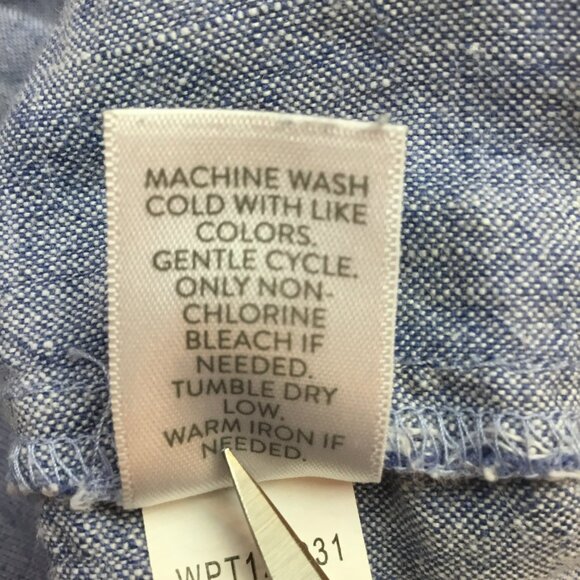 MACHINE WASH
COLD WITH LIKE
COLORS.
GENTLE CYCLE.
ONLY NON-
CHLORINE
BLEACH IF
NEEDED.
TUMBLE DRY
LOW.
WARM IRON IF
NEEDED.